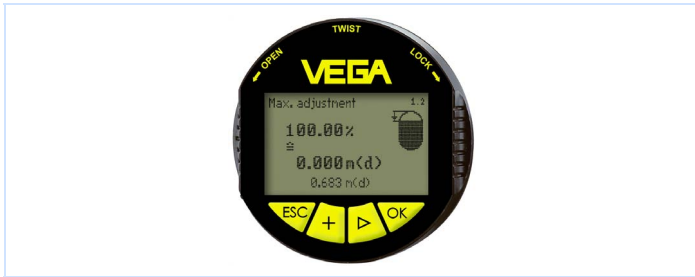 TWIST
OPEN
LOCK
VEGA
Max. adjustment 1.2
100.00%
≙
0.000m(d)
0.683 m(d)
ESC + ▷ OK